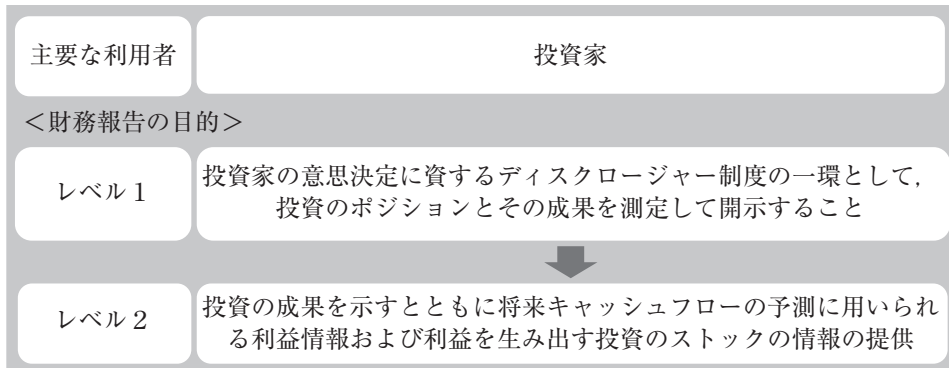 主要な利用者
投資家
＜財務報告の目的＞
レベル1
投資家の意思決定に資するディスクロージャー制度の一環として，
投資のポジションとその成果を測定して開示すること
レベル2
投資の成果を示すとともに将来キャッシュフローの予測に用いられ
る利益情報および利益を生み出す投資のストックの情報の提供